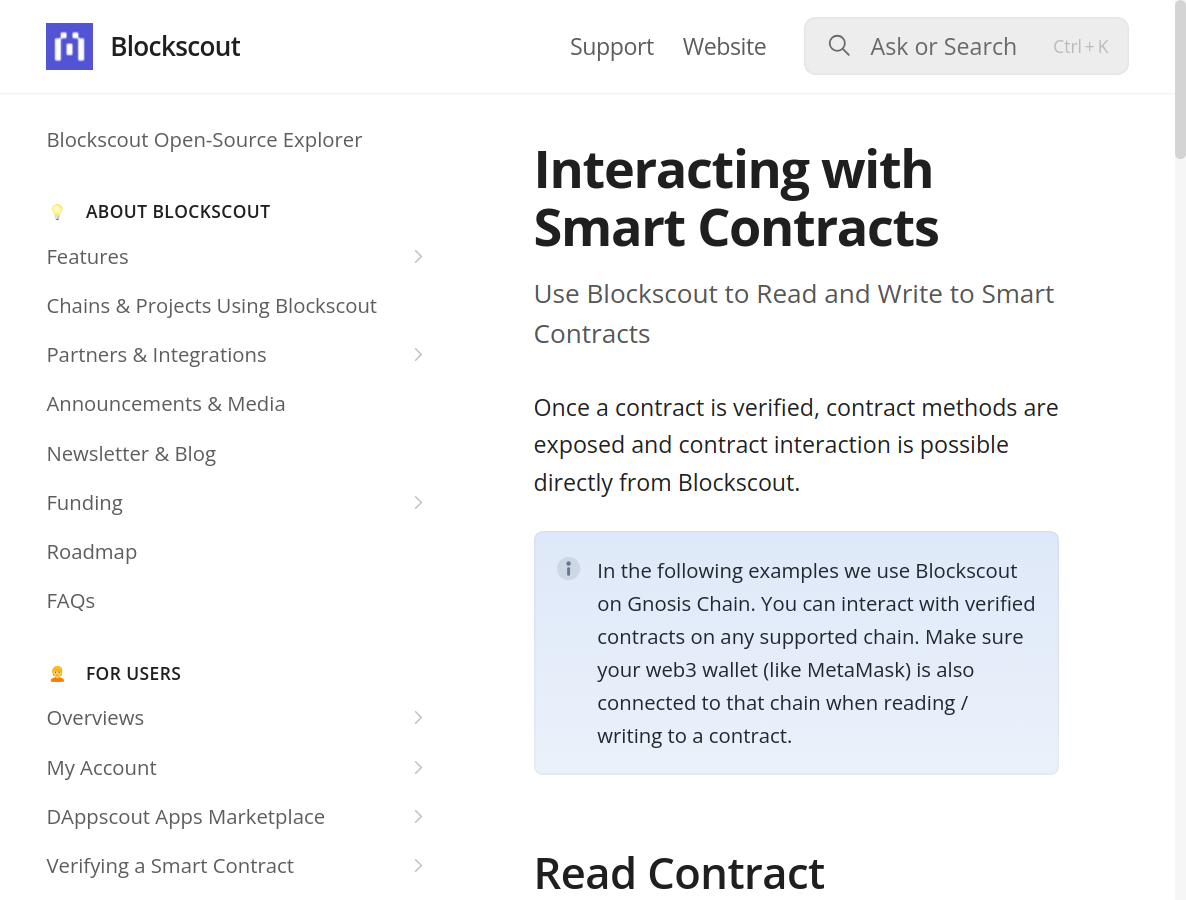 Blockscout
Support
Website
Ask or Search
Ctrl + K
Blockscout Open-Source Explorer
ABOUT BLOCKSCOUT
Features
Chains & Projects Using Blockscout
Partners & Integrations
Announcements & Media
Newsletter & Blog
Funding
Roadmap
FAQs
FOR USERS
Overviews
My Account
DAppscout Apps Marketplace
Verifying a Smart Contract
Interacting with
Smart Contracts
Use Blockscout to Read and Write to Smart
Contracts
Once a contract is verified, contract methods are
exposed and contract interaction is possible
directly from Blockscout.
In the following examples we use Blockscout
on Gnosis Chain. You can interact with verified
contracts on any supported chain. Make sure
your web3 wallet (like MetaMask) is also
connected to that chain when reading /
writing to a contract.
Read Contract